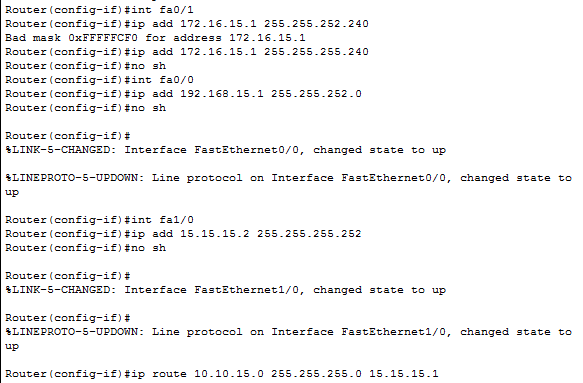 Router(config-if)#int fa0/1
Router(config-if)#ip add 172.16.15.1 255.255.252.240
Bad mask 0xFFFFFCF0 for address 172.16.15.1
Router(config-if)#ip add 172.16.15.1 255.255.255.240
Router(config-if)#no sh
Router(config-if)#int fa0/0
Router(config-if)#ip add 192.168.15.1 255.255.252.0
Router(config-if)#no sh
Router(config-if)#
%LINK-5-CHANGED: Interface FastEthernet0/0, changed state to up
%LINEPROTO-5-UPDOWN: Line protocol on Interface FastEthernet0/0, changed state to
up
Router(config-if)#int fa1/0
Router(config-if)#ip add 15.15.15.2 255.255.255.252
Router(config-if)#no sh
Router(config-if)#
%LINK-5-CHANGED: Interface FastEthernet1/0, changed state to up
Router(config-if)#
%LINEPROTO-5-UPDOWN: Line protocol on Interface FastEthernet1/0, changed state to
up
Router(config-if)#ip route 10.10.15.0 255.255.255.0 15.15.15.1